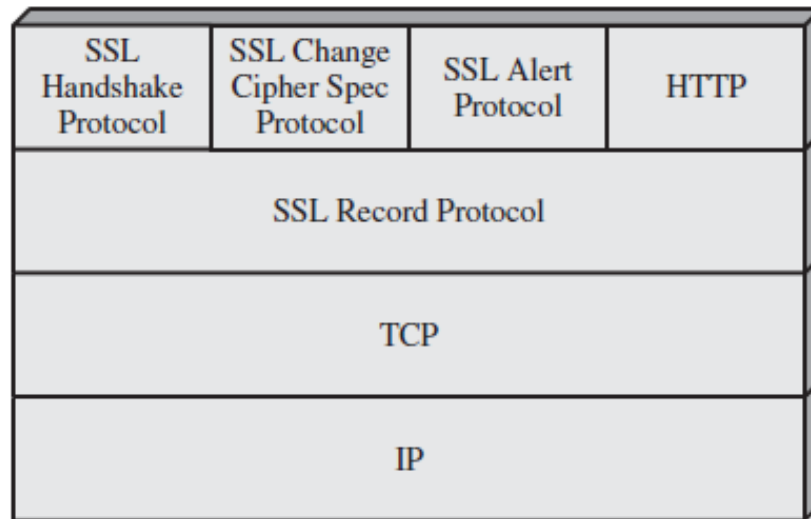 SSL
Handshake
Protocol
SSL Change
Cipher Spec
Protocol
SSL Alert
Protocol
HTTP
SSL Record Protocol
TCP
IP